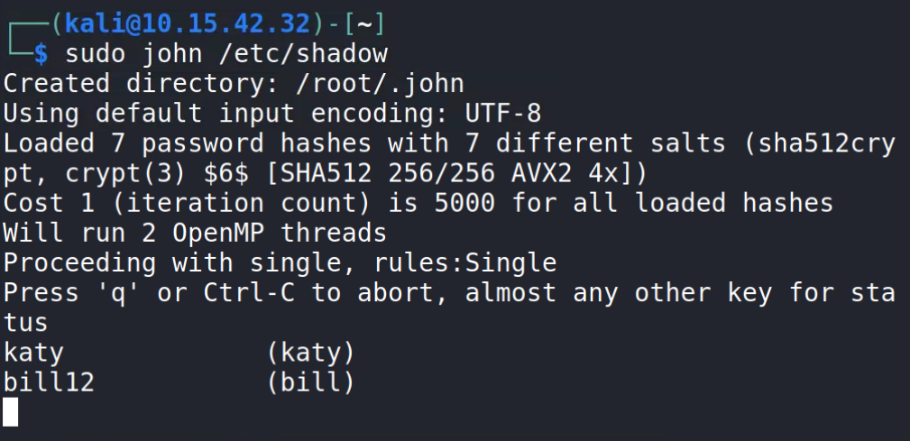 ┌──(kali@10.15.42.32)-[~]
└─$ sudo john /etc/shadow
Created directory: /root/.john
Using default input encoding: UTF-8
Loaded 7 password hashes with 7 different salts (sha512cry
pt, crypt(3) $6$ [SHA512 256/256 AVX2 4x])
Cost 1 (iteration count) is 5000 for all loaded hashes
Will run 2 OpenMP threads
Proceeding with single, rules:Single
Press 'q' or Ctrl-C to abort, almost any other key for sta
tus
katy             (katy)
bill12           (bill)